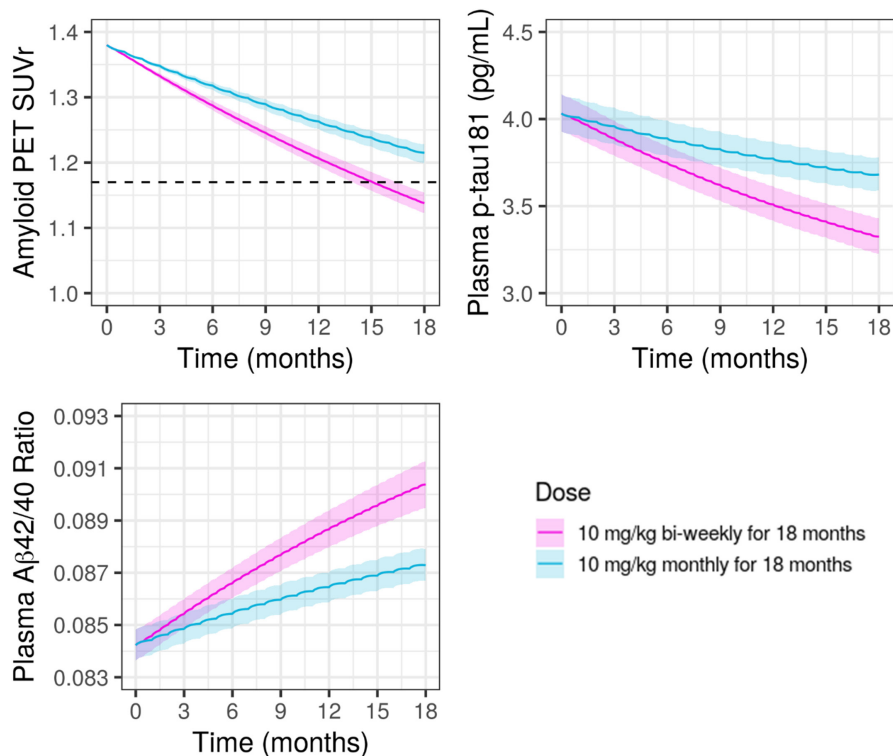 Amyloid PET SUVr
1.4
1.3
1.2
1.1
1.0
0 3 6 9 12 15 18
Time (months)
Plasma p-tau181 (pg/mL)
4.5
4.0
3.5
3.0
0 3 6 9 12 15 18
Time (months)
Plasma Aβ42/40 Ratio
0.093
0.091
0.089
0.087
0.085
0.083
0 3 6 9 12 15 18
Time (months)
Dose
10 mg/kg bi-weekly for 18 months
10 mg/kg monthly for 18 months